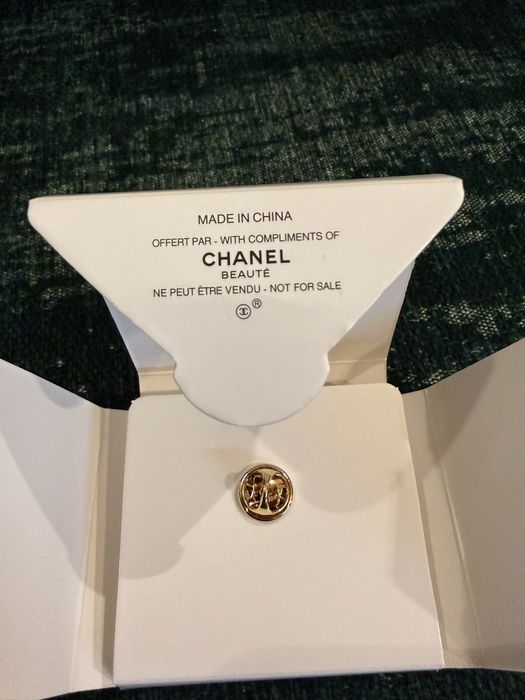 MADE IN CHINA
OFFERT PAR - WITH COMPLIMENTS OF
CHANEL
BEAUTÉ
NE PEUT ÊTRE VENDU - NOT FOR SALE
®